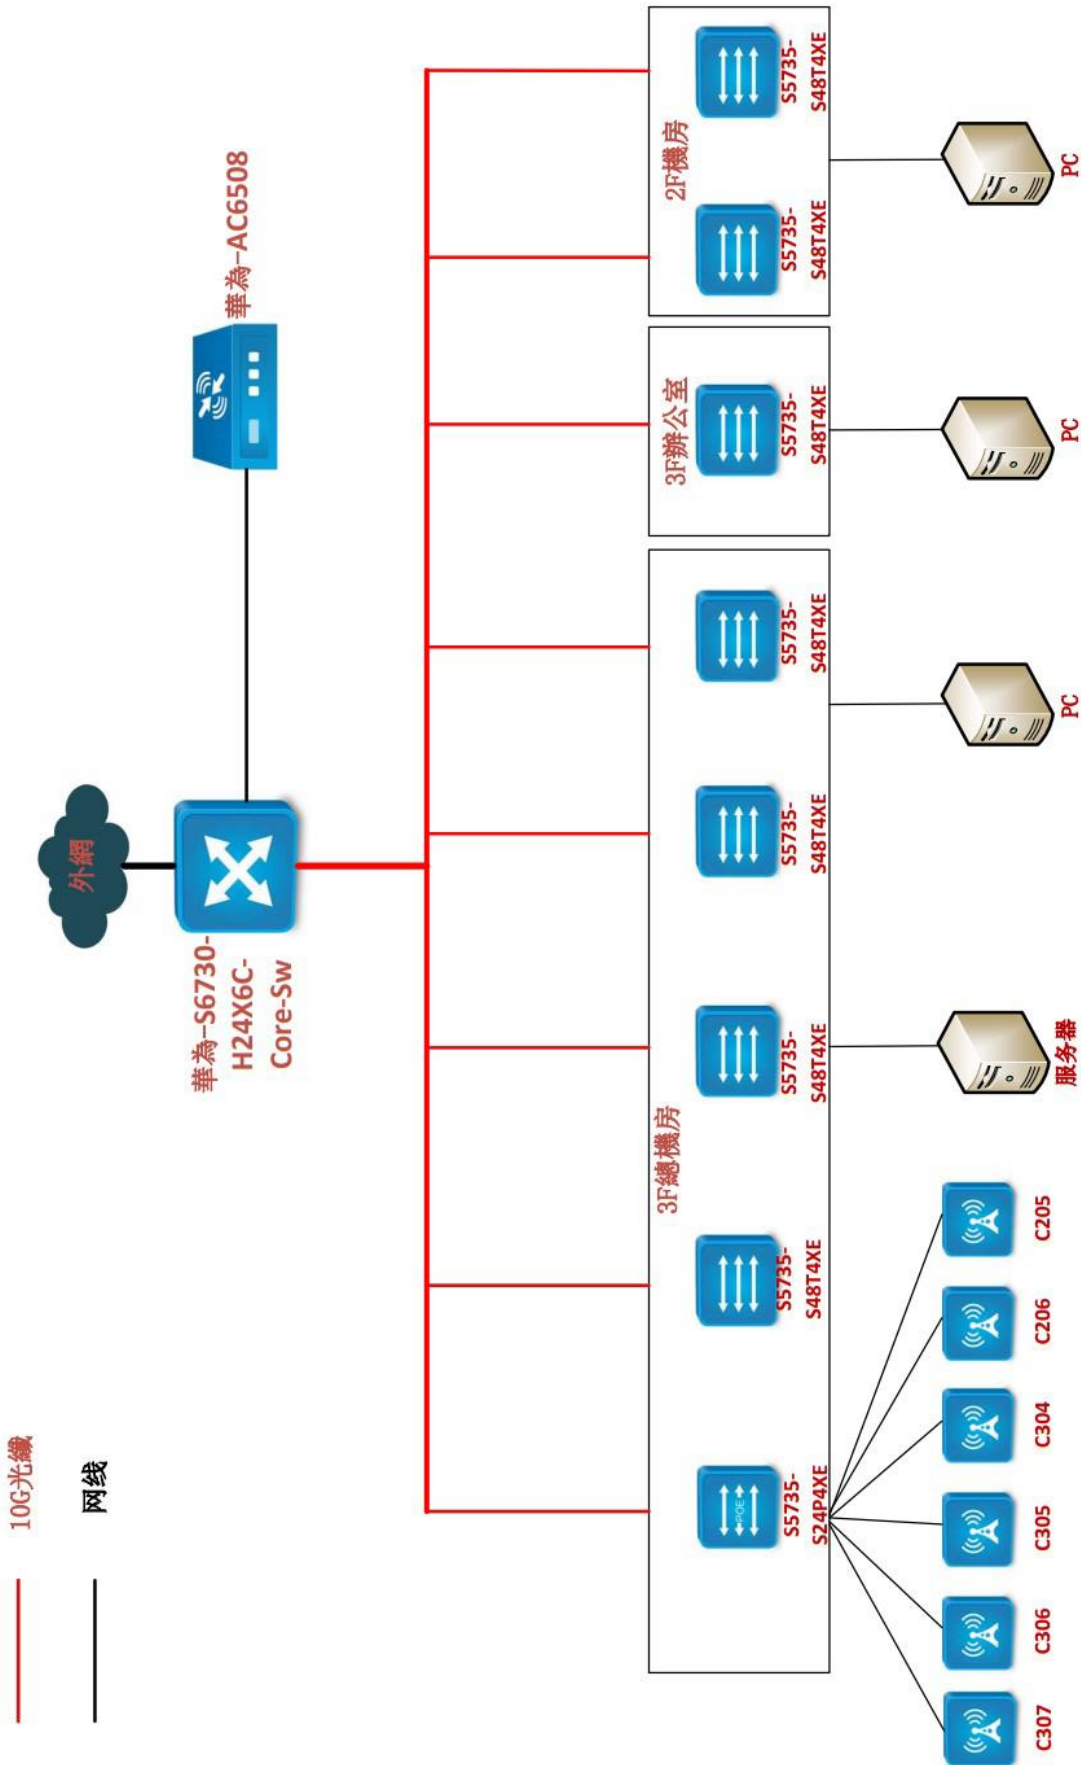 10G光纖
网线
外網
華為-S6730-
H24X6C-
Core-Sw
華為-AC6508
3F總機房
3F辦公室
2F機房
POE
S5735-
S24P4XE
S5735-
S48T4XE
S5735-
S48T4XE
S5735-
S48T4XE
S5735-
S48T4XE
S5735-
S48T4XE
S5735-
S48T4XE
S5735-
S48T4XE
C307
C306
C305
C304
C206
C205
服务器
PC
PC
PC